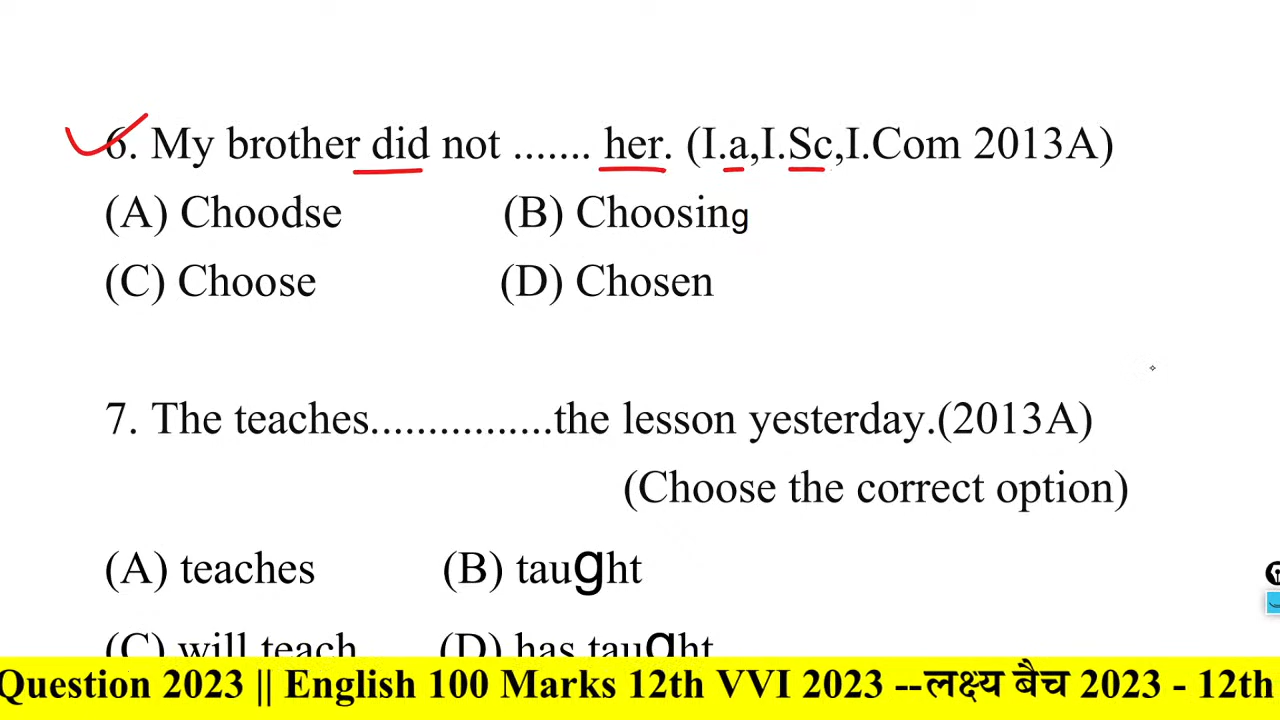 6. My brother did not ....... her. (I.a,I.Sc,I.Com 2013A)
(A) Choodse (B) Choosing
(C) Choose (D) Chosen
7. The teaches................the lesson yesterday.(2013A)
(Choose the correct option)
(A) teaches (B) taught
(C) will teach (D) has taught
Question 2023 || English 100 Marks 12th VVI 2023 --लक्ष्य बैच 2023 - 12th